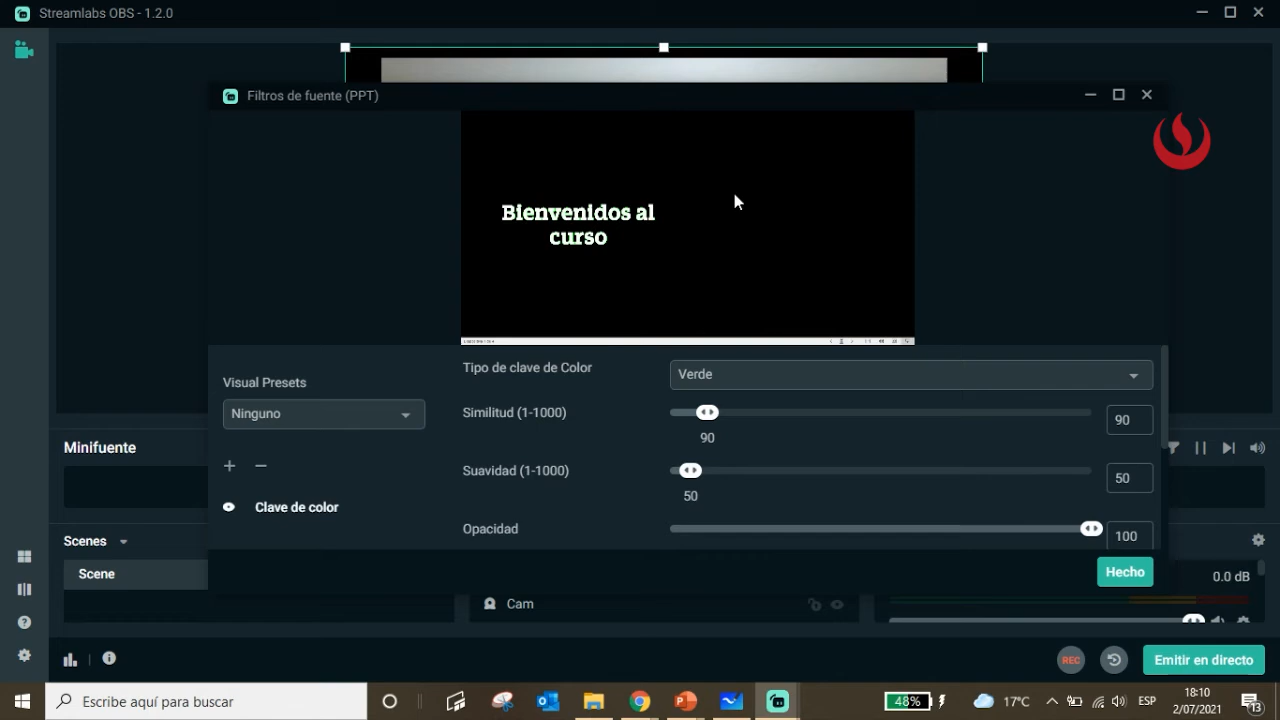 Streamlabs OBS - 1.2.0
Filtros de fuente (PPT)
Bienvenidos al
curso
Visual Presets
Ninguno
Clave de color
Tipo de clave de Color
Verde
Similitud (1-1000)
90
90
Suavidad (1-1000)
50
50
Opacidad
100
Hecho
Minifuente
Scenes
Scene
Cam
0.0 dB
REC
Emitir en directo
Escribe aquí para buscar
48%
17°C
ESP
18:10
2/07/2021
13